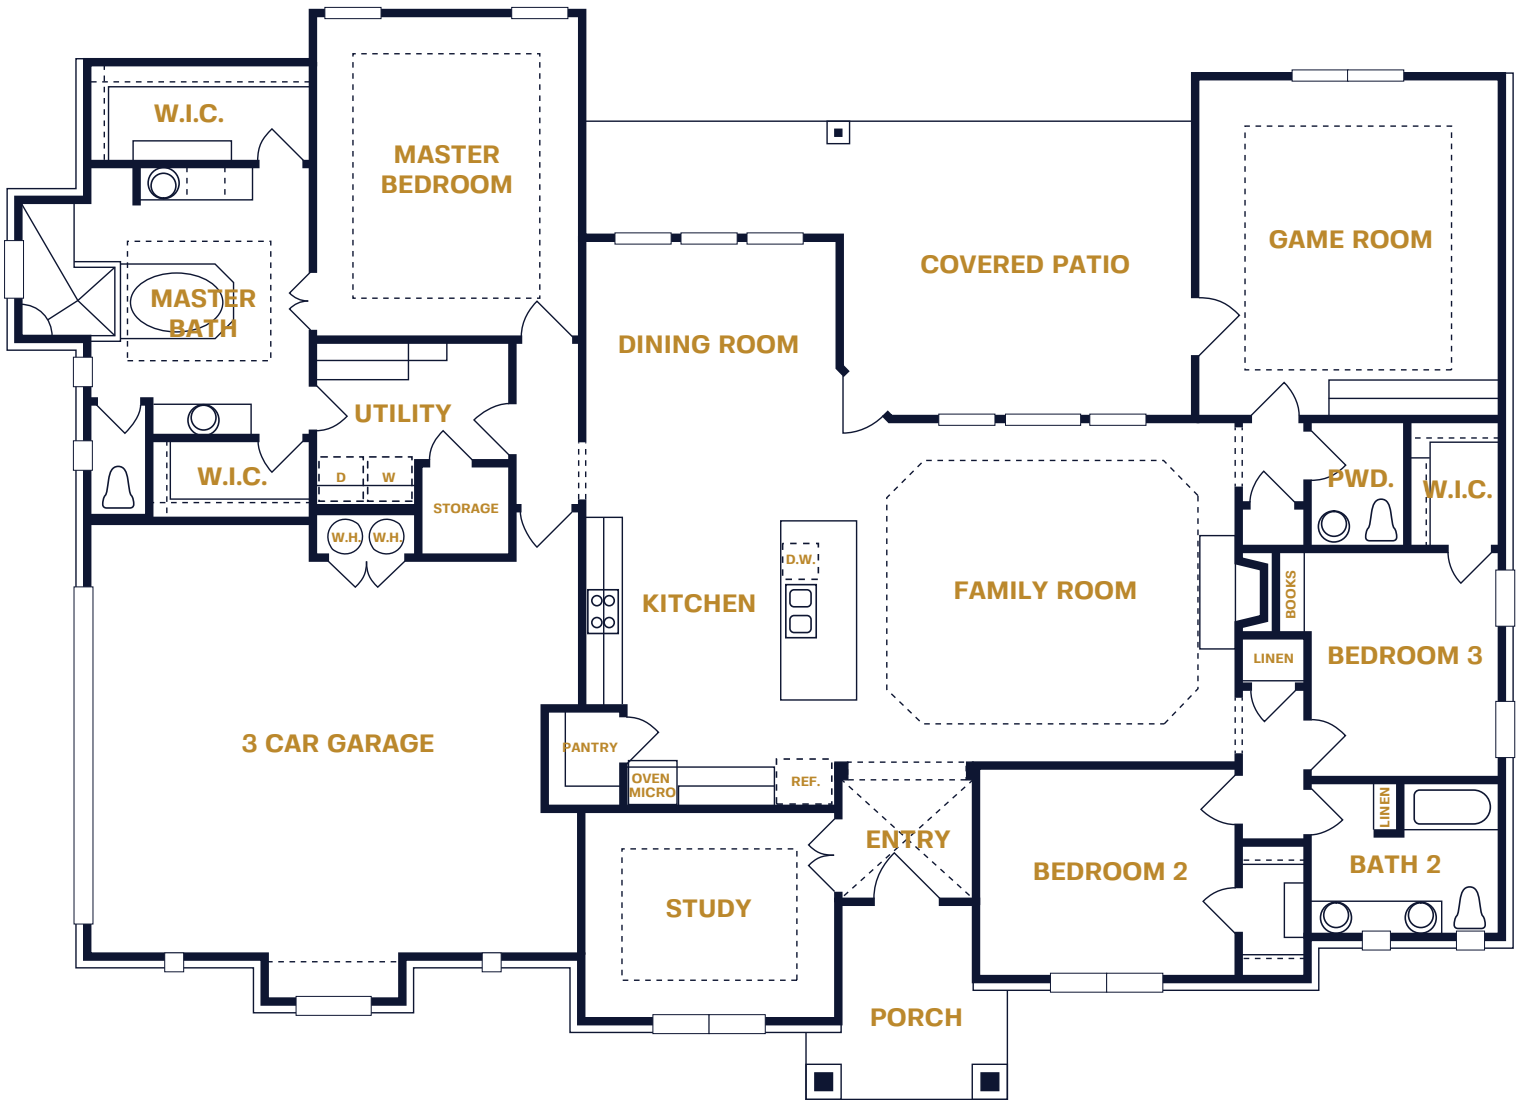 W.I.C.
MASTER
BEDROOM
GAME ROOM
COVERED PATIO
MASTER
BATH
DINING ROOM
UTILITY
D
W
W.I.C.
STORAGE
W.H.
W.H.
PWD.
W.I.C.
D.W.
KITCHEN
FAMILY ROOM
BOOKS
LINEN
BEDROOM 3
3 CAR GARAGE
PANTRY
OVEN
MICRO
REF.
ENTRY
LINEN
BEDROOM 2
BATH 2
STUDY
PORCH